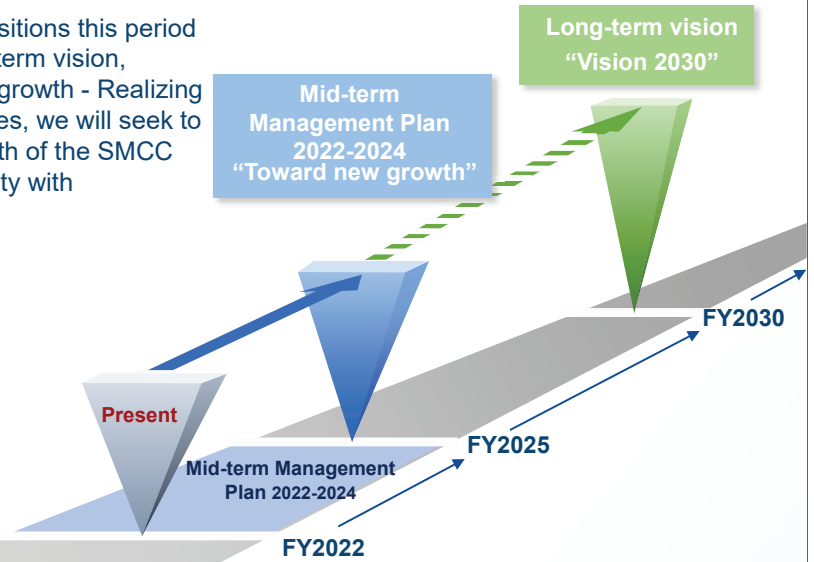 sitions this period
term vision,
growth - Realizing
es, we will seek to
th of the SMCC
ty with
Long-term vision
“Vision 2030”
Mid-term
Management Plan
2022-2024
“Toward new growth”
Present
Mid-term Management
Plan 2022-2024
FY2030
FY2025
FY2022